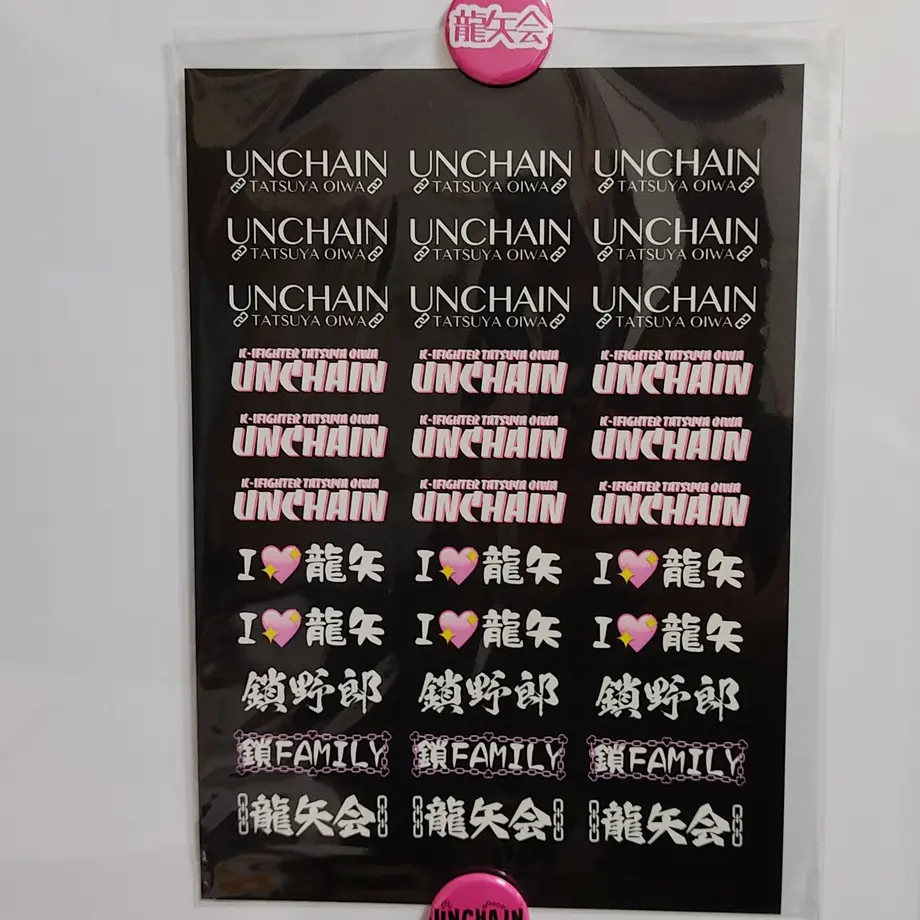 龍矢会
UNCHAIN UNCHAIN UNCHAIN
TATSUYA OIWA TATSUYA OIWA TATSUYA OIWA
UNCHAIN UNCHAIN UNCHAIN
TATSUYA OIWA TATSUYA OIWA TATSUYA OIWA
UNCHAIN UNCHAIN UNCHAIN
TATSUYA OIWA TATSUYA OIWA TATSUYA OIWA
K-1FIGHTER TATSUYA OIWA K-1FIGHTER TATSUYA OIWA K-1FIGHTER TATSUYA OIWA
UNCHAIN UNCHAIN UNCHAIN
K-1FIGHTER TATSUYA OIWA K-1FIGHTER TATSUYA OIWA K-1FIGHTER TATSUYA OIWA
UNCHAIN UNCHAIN UNCHAIN
K-1FIGHTER TATSUYA OIWA K-1FIGHTER TATSUYA OIWA K-1FIGHTER TATSUYA OIWA
UNCHAIN UNCHAIN UNCHAIN
I💖龍矢 I💖龍矢 I💖龍矢
I💖龍矢 I💖龍矢 I💖龍矢
鎖野郎 鎖野郎 鎖野郎
鎖FAMILY 鎖FAMILY 鎖FAMILY
龍矢会 龍矢会 龍矢会
UNCHAIN